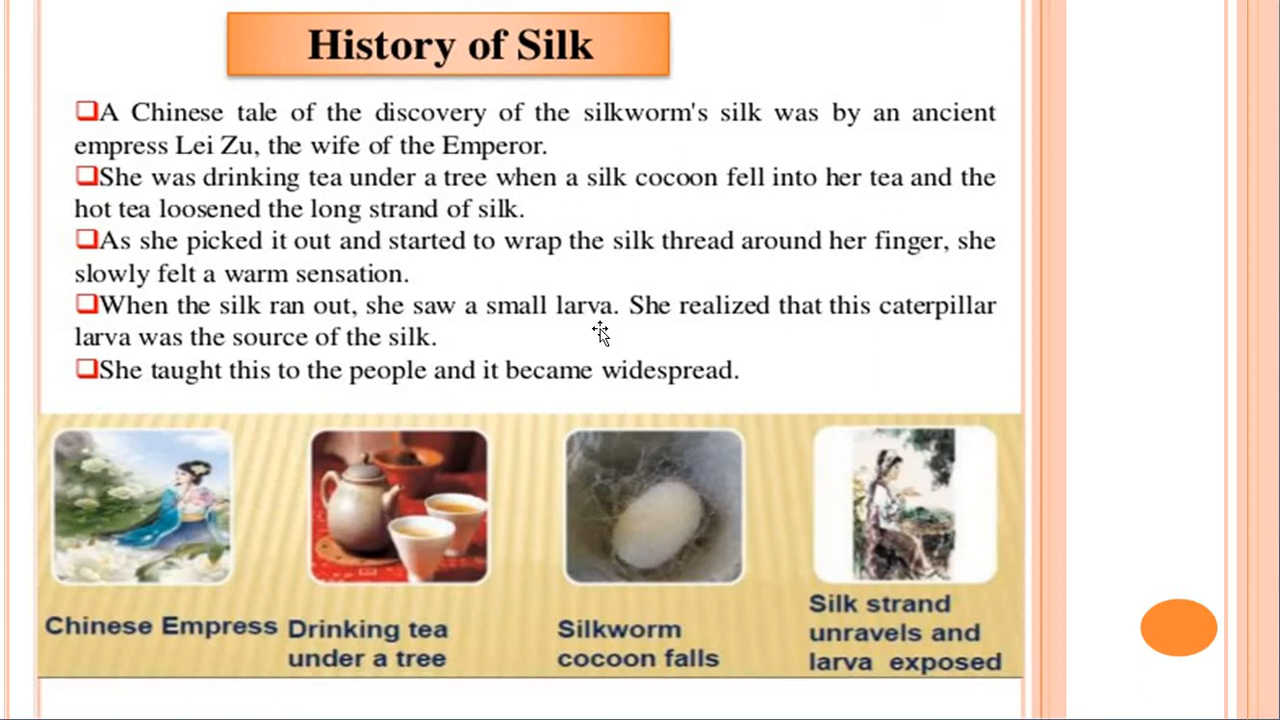 History of Silk
❑A Chinese tale of the discovery of the silkworm's silk was by an ancient
empress Lei Zu, the wife of the Emperor.
❑She was drinking tea under a tree when a silk cocoon fell into her tea and the
hot tea loosened the long strand of silk.
❑As she picked it out and started to wrap the silk thread around her finger, she
slowly felt a warm sensation.
❑When the silk ran out, she saw a small larva. She realized that this caterpillar
larva was the source of the silk.
❑She taught this to the people and it became widespread.
Chinese Empress
Drinking tea
under a tree
Silkworm
cocoon falls
Silk strand
unravels and
larva exposed